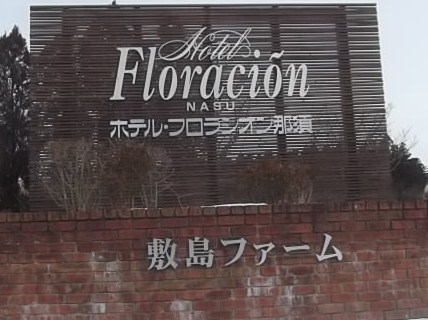 Hotel
Floración
NASU
ホテル・フロラシオン那須
敷島ファーム